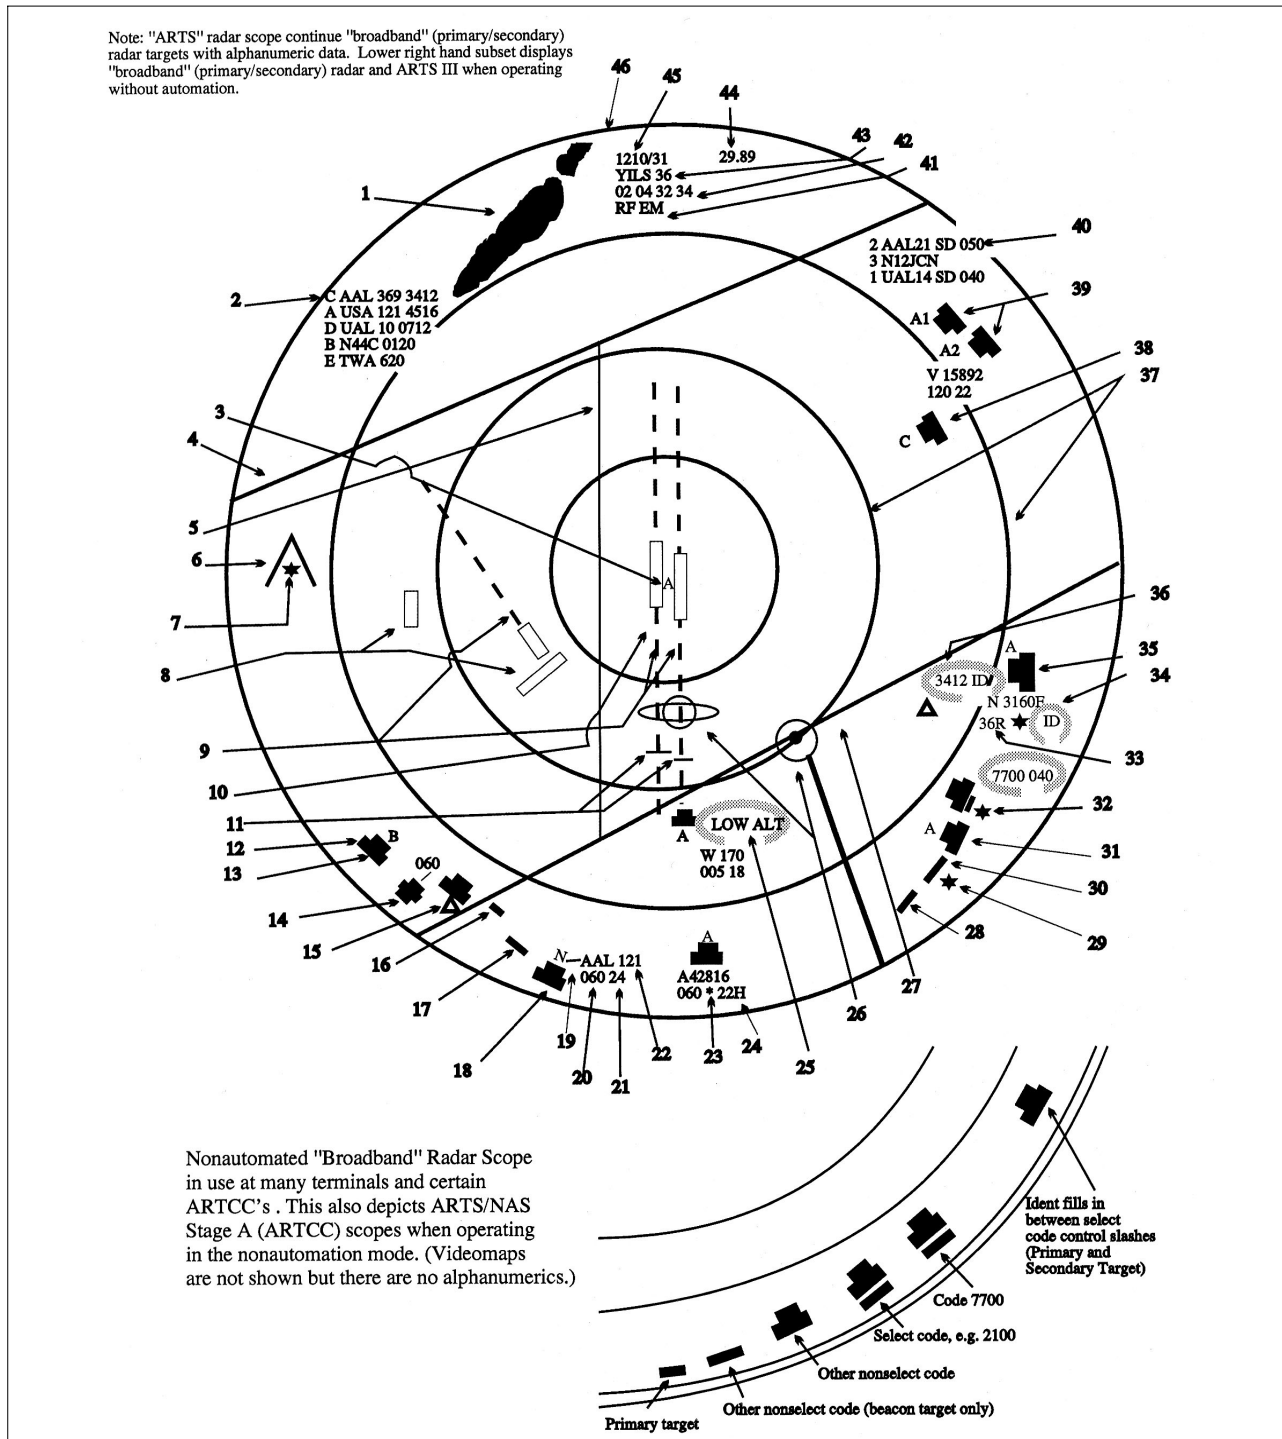 Note: "ARTS" radar scope continue "broadband" (primary/secondary)
radar targets with alphanumeric data. Lower right hand subset displays
"broadband" (primary/secondary) radar and ARTS III when operating
without automation.
46
45
44
43
42
41
1210/31
29.89
YILS 36
02 04 32 34
RF EM
1
40
2 AAL21 SD 050
3 N12JCN
1 UAL14 SD 040
2
C AAL 369 3412
A USA 121 4516
D UAL 10 0712
B N44C 0120
E TWA 620
39
A1
A2
38
V 15892
120 22
37
3
C
4
5
6
A
7
36
A
35
8
3412 ID
34
N 3160F
36R
ID
9
33
7700 040
10
32
11
LOW ALT
A
12
B
A
31
13
060
W 170
005 18
30
14
28
29
15
16
N
AAL 121
060 24
A
A42816
060 * 22H
27
17
26
18
19
20
21
22
23
24
25
Nonautomated "Broadband" Radar Scope
in use at many terminals and certain
ARTCC's . This also depicts ARTS/NAS
Stage A (ARTCC) scopes when operating
in the nonautomation mode. (Videomaps
are not shown but there are no alphanumerics.)
Ident fills in
between select
code control slashes
(Primary and
Secondary Target)
Code 7700
Select code, e.g. 2100
Other nonselect code
Other nonselect code (beacon target only)
Primary target